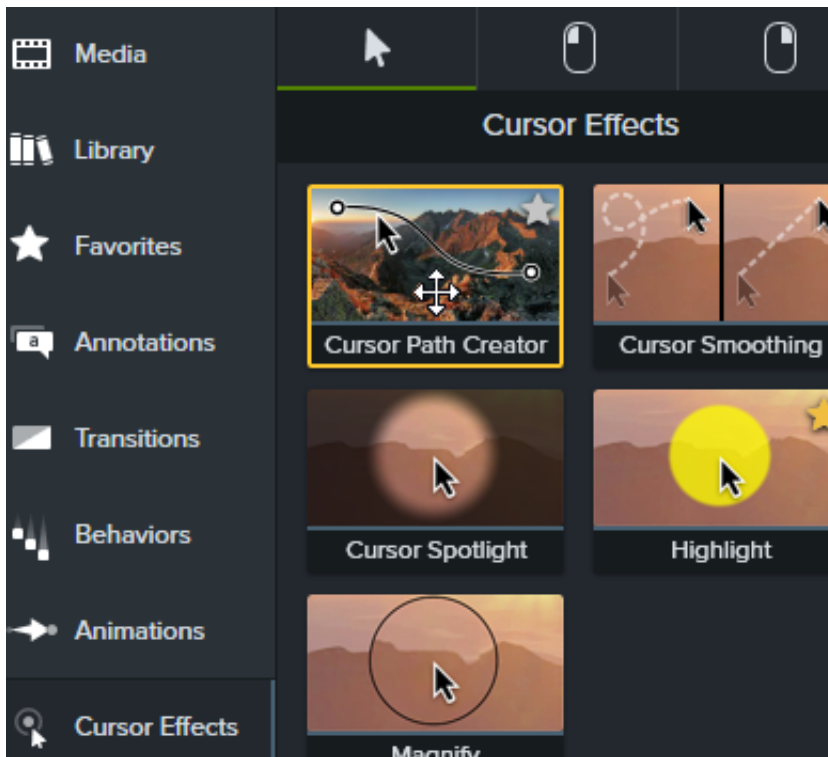 Media
Library
Favorites
a
Annotations
Transitions
Behaviors
Animations
Cursor Effects
Cursor Effects
Cursor Path Creator
Cursor Smoothing
Cursor Spotlight
Highlight
Magnify